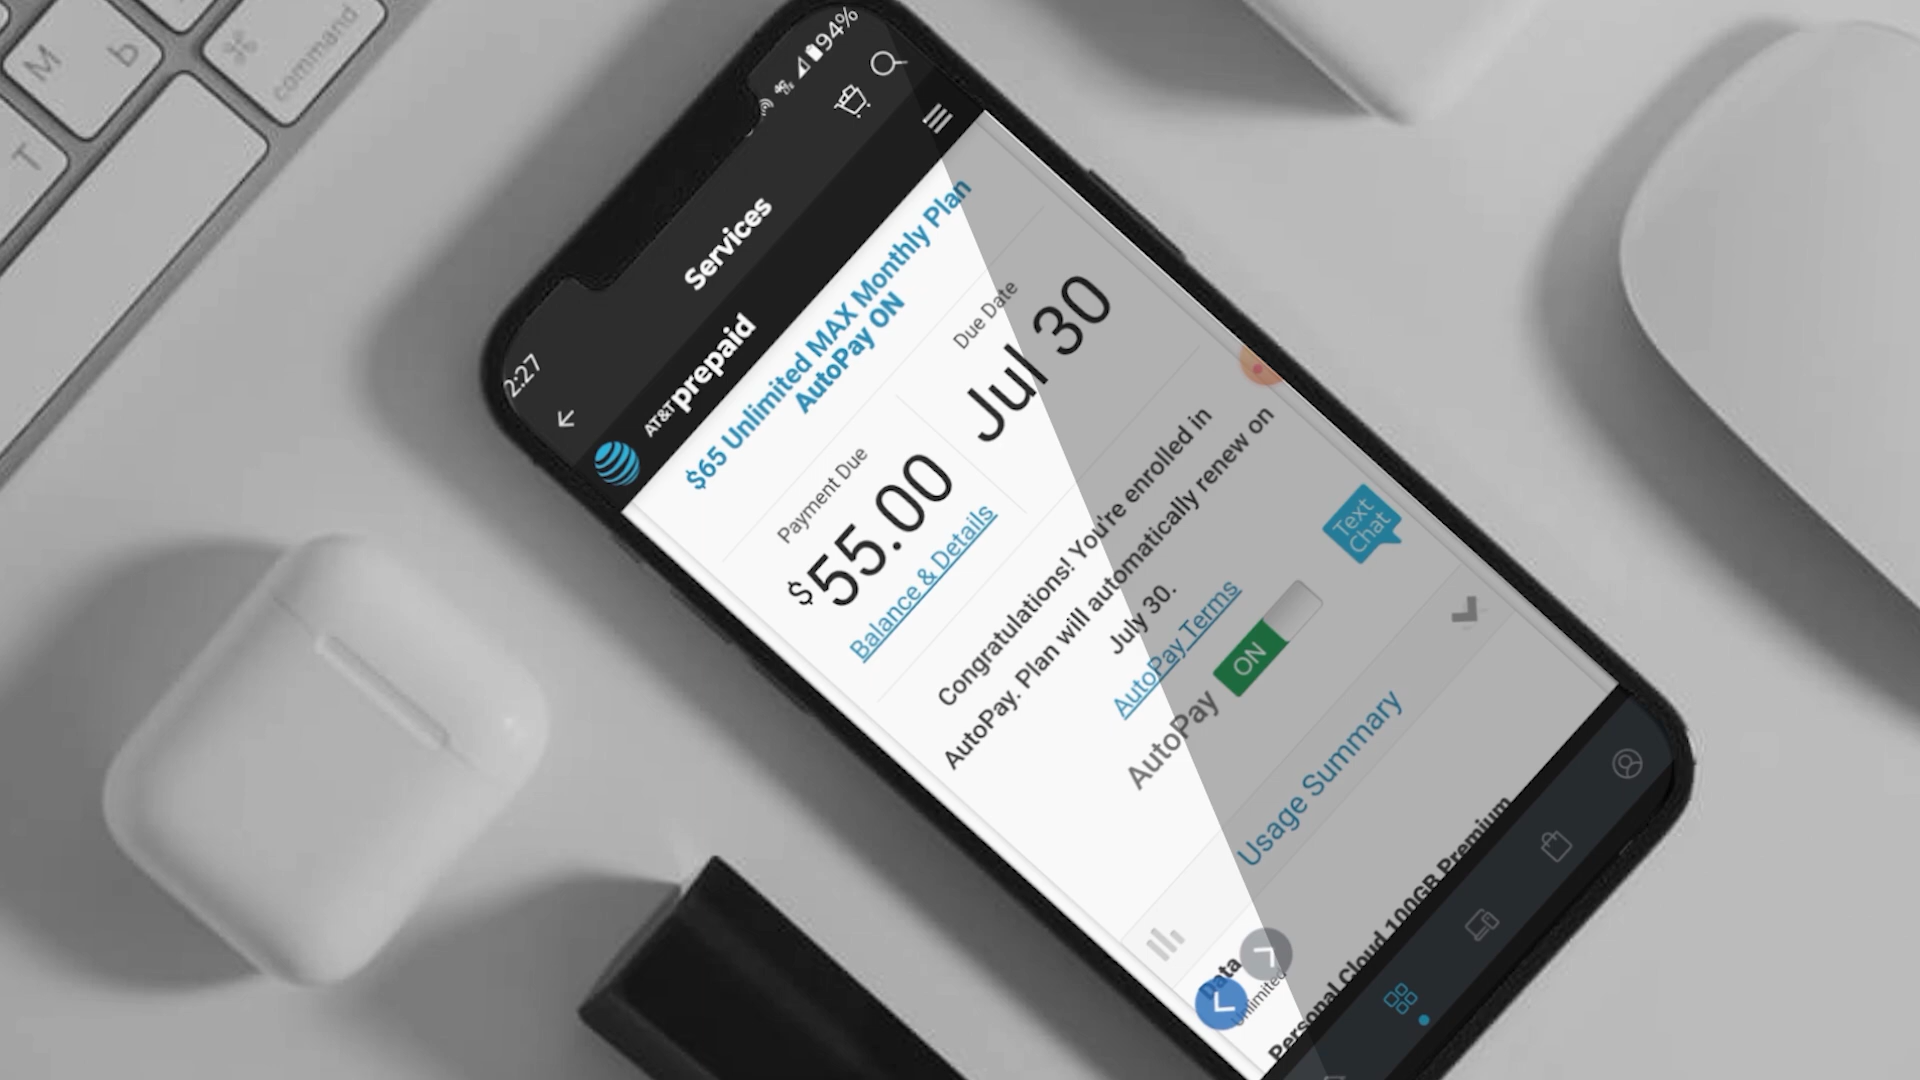 M Ь
command
T
94%
4G
LTE
2:27
Services
AT&T prepaid
$65 Unlimited MAX Monthly Plan
AutoPay ON
Payment Due
$55.00
Balance & Details
Due Date
Jul 30
Congratulations! You're enrolled in
AutoPay. Plan will automatically renew on
July 30.
AutoPay Terms
AutoPay ON
Text
Chat
Usage Summary
Data
Unlimited
Personal Cloud 100GB Premium